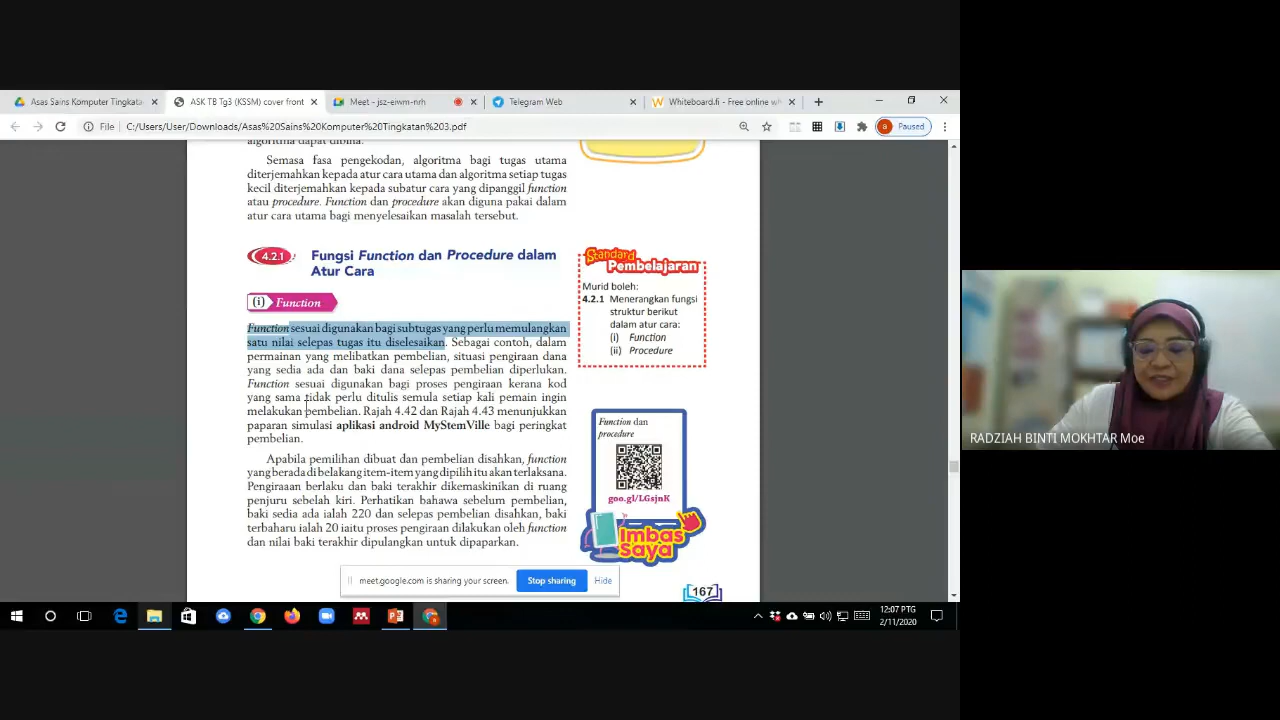 Asas Sains Komputer Tingkata
ASK TB Tg3 (KSSM) cover front
Meet - jsz-eiwm-nrh
Telegram Web
Whiteboard.fi - Free online wh
File
C:/Users/User/Downloads/Asas%20Sains%20Komputer%20Tingkatan%203.pdf
Paused
algoritma dapat dibina.
Semasa fasa pengekodan, algoritma bagi tugas utama
diterjemahkan kepada atur cara utama dan algoritma setiap tugas
kecil diterjemahkan kepada subatur cara yang dipanggil function
atau procedure. Function dan procedure akan diguna pakai dalam
atur cara utama bagi menyelesaikan masalah tersebut.
4.2.1 Fungsi Function dan Procedure dalam
Atur Cara
(i) Function
Function sesuai digunakan bagi subtugas yang perlu memulangkan
satu nilai selepas tugas itu diselesaikan. Sebagai contoh, dalam
permainan yang melibatkan pembelian, situasi pengiraan dana
yang sedia ada dan baki dana selepas pembelian diperlukan.
Function sesuai digunakan bagi proses pengiraan kerana kod
yang sama tidak perlu ditulis semula setiap kali pemain ingin
melakukan pembelian. Rajah 4.42 dan Rajah 4.43 menunjukkan
paparan simulasi aplikasi android MyStemVille bagi peringkat
pembelian.
Apabila pemilihan dibuat dan pembelian disahkan, function
yang berada di belakang item-item yang dipilih itu akan terlaksana.
Pengiraaan berlaku dan baki terakhir dikemaskinikan di ruang
penjuru sebelah kiri. Perhatikan bahawa sebelum pembelian,
baki sedia ada ialah 220 dan selepas pembelian disahkan, baki
terbaharu ialah 20 iaitu proses pengiraan dilakukan oleh function
dan nilai baki terakhir dipulangkan untuk dipaparkan.
Standard
Pembelajaran
Murid boleh:
4.2.1 Menerangkan fungsi
struktur berikut
dalam atur cara:
(i) Function
(ii) Procedure
Function dan
procedure
goo.gl/LGsjnK
Imbas
Saya
167
meet.google.com is sharing your screen.
Stop sharing
Hide
12:07 PTG
2/11/2020
RADZIAH BINTI MOKHTAR Moe